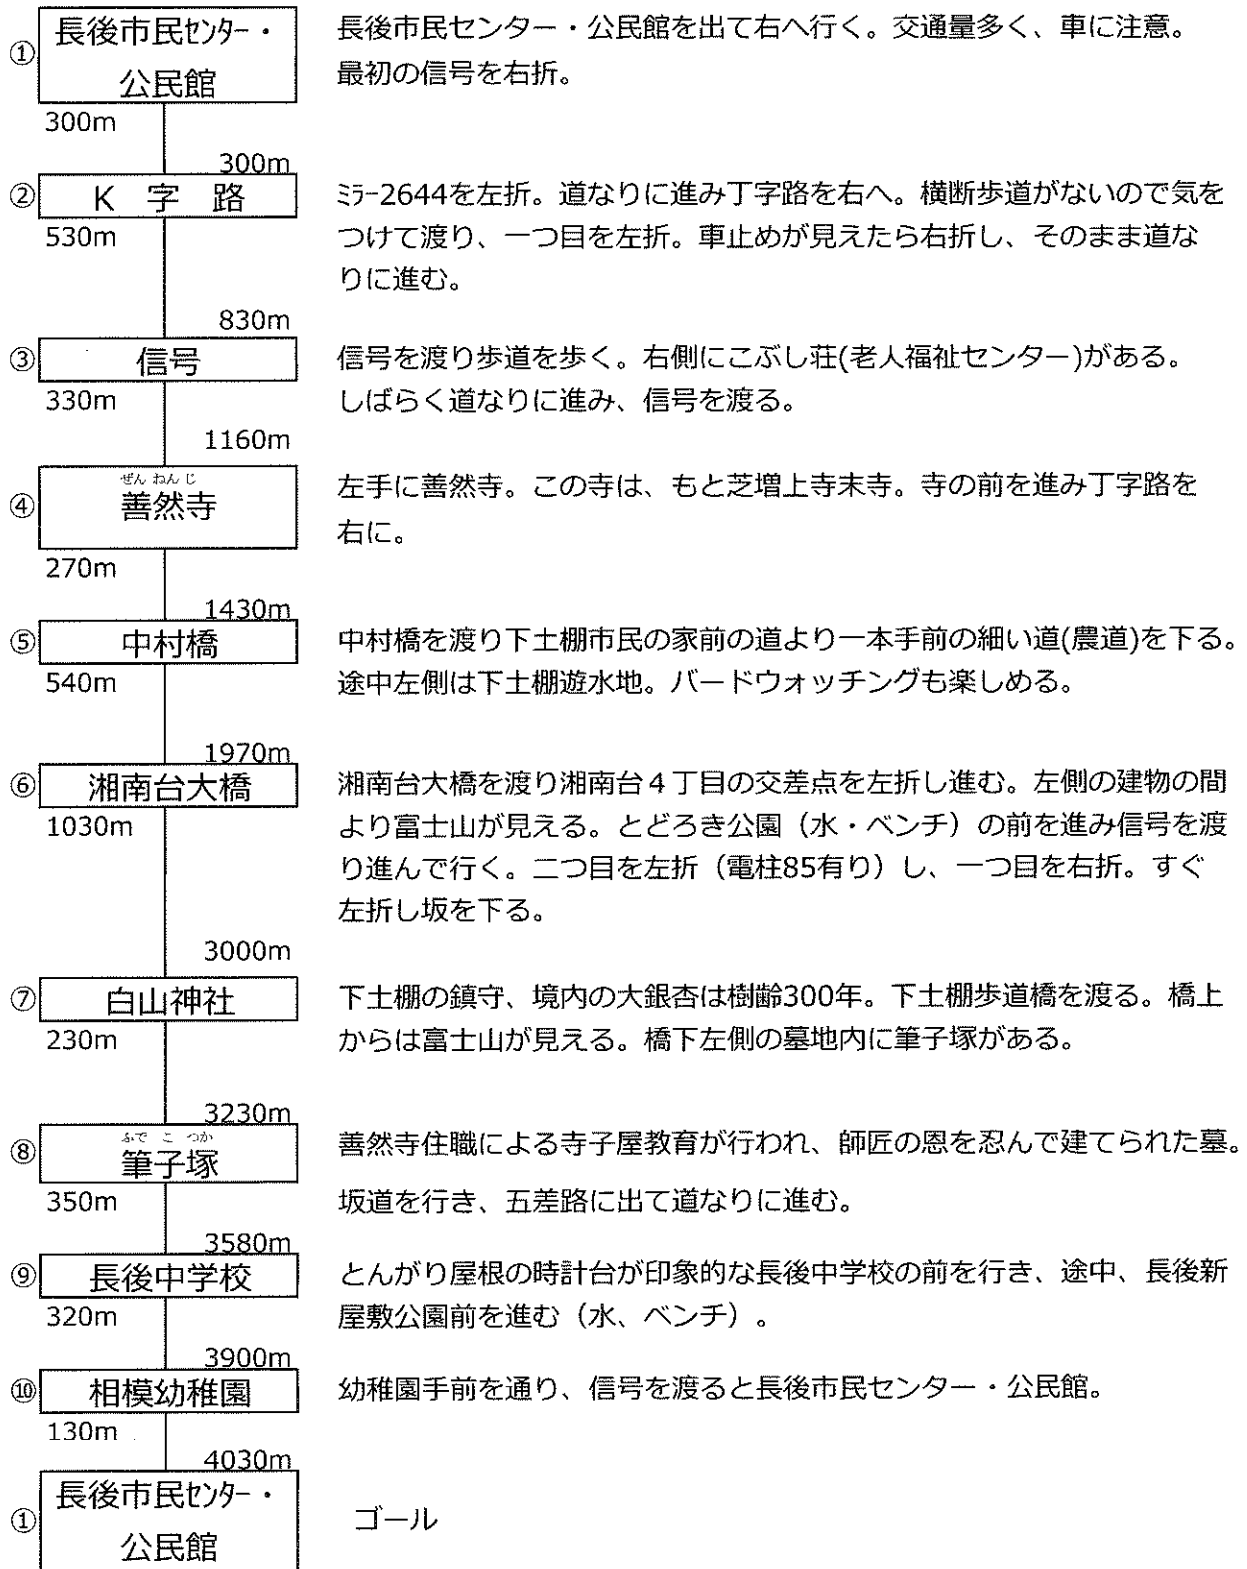 ① 長後市民ｾﾝﾀｰ・
公民館
長後市民センター・公民館を出て右へ行く。交通量多く、車に注意。
最初の信号を右折。
300m
300m
② K 字 路
ﾐﾗｰ2644を左折。道なりに進み丁字路を右へ。横断歩道がないので気を
つけて渡り、一つ目を左折。車止めが見えたら右折し、そのまま道な
りに進む。
530m
830m
③ 信号
信号を渡り歩道を歩く。右側にこぶし荘(老人福祉センター)がある。
しばらく道なりに進み、信号を渡る。
330m
1160m
ぜん ねん じ
④ 善然寺
左手に善然寺。この寺は、もと芝増上寺末寺。寺の前を進み丁字路を
右に。
270m
1430m
⑤ 中村橋
中村橋を渡り下土棚市民の家前の道より一本手前の細い道(農道)を下る。
途中左側は下土棚遊水地。バードウォッチングも楽しめる。
540m
1970m
⑥ 湘南台大橋
湘南台大橋を渡り湘南台４丁目の交差点を左折し進む。左側の建物の間
より富士山が見える。とどろき公園（水・ベンチ）の前を進み信号を渡
り進んで行く。二つ目を左折（電柱85有り）し、一つ目を右折。すぐ
左折し坂を下る。
1030m
3000m
⑦ 白山神社
下土棚の鎮守、境内の大銀杏は樹齢300年。下土棚歩道橋を渡る。橋上
からは富士山が見える。橋下左側の墓地内に筆子塚がある。
230m
3230m
ふで こ つか
⑧ 筆子塚
善然寺住職による寺子屋教育が行われ、師匠の恩を忍んで建てられた墓。
坂道を行き、五差路に出て道なりに進む。
350m
3580m
⑨ 長後中学校
とんがり屋根の時計台が印象的な長後中学校の前を行き、途中、長後新
屋敷公園前を進む（水、ベンチ）。
320m
3900m
⑩ 相模幼稚園
幼稚園手前を通り、信号を渡ると長後市民センター・公民館。
130m
4030m
① 長後市民ｾﾝﾀｰ・
公民館
ゴール